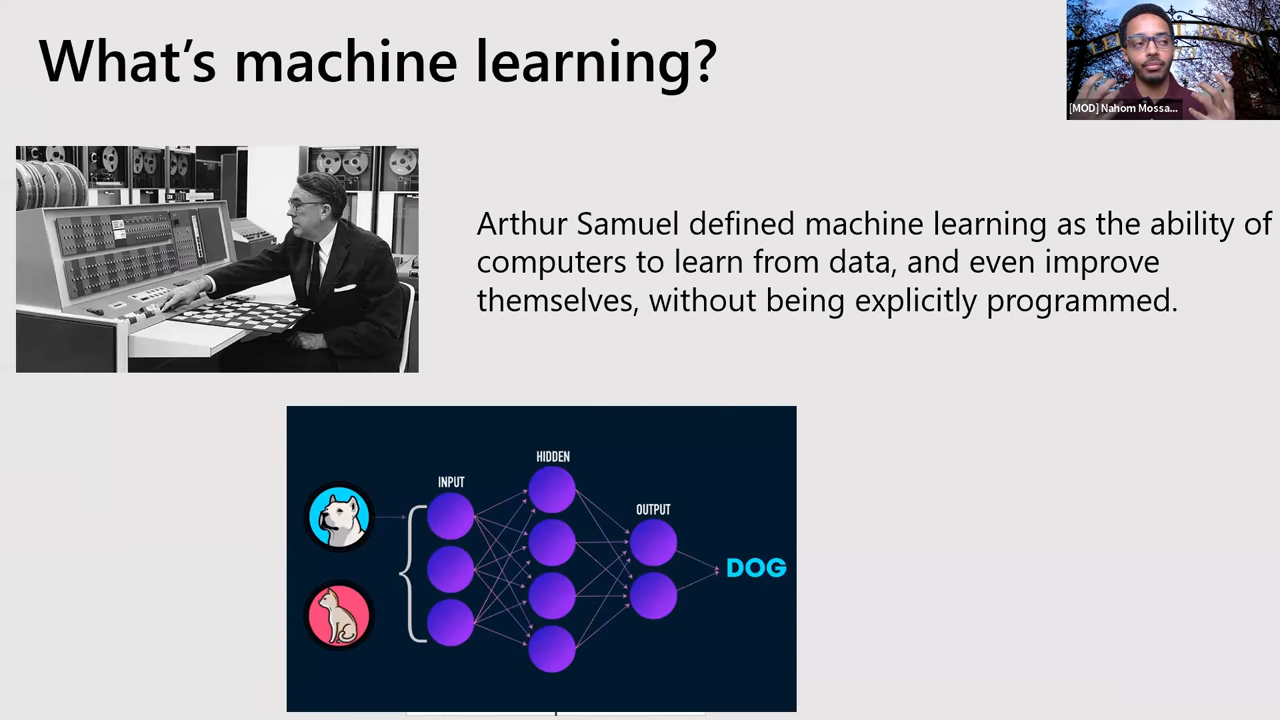 What's machine learning?
[MOD] Nahom Mossa...
Arthur Samuel defined machine learning as the ability of
computers to learn from data, and even improve
themselves, without being explicitly programmed.
HIDDEN
INPUT
OUTPUT
DOG